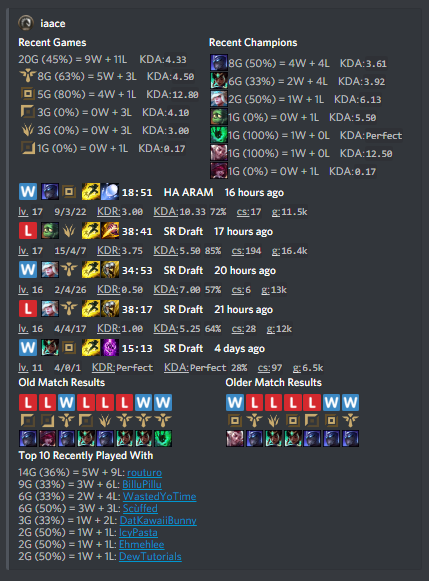 iaace
Recent Games
20G (45%) = 9W + 11L KDA:4.33
8G (63%) = 5W + 3L KDA:4.50
5G (80%) = 4W + 1L KDA:12.80
3G (0%) = 0W + 3L KDA:4.10
3G (0%) = 0W + 3L KDA:3.00
1G (0%) = 0W + 1L KDA:0.17
Recent Champions
8G (50%) = 4W + 4L KDA:3.61
6G (33%) = 2W + 4L KDA:3.92
2G (50%) = 1W + 1L KDA:6.13
1G (0%) = 0W + 1L KDA:5.50
1G (100%) = 1W + 0L KDA:Perfect
1G (100%) = 1W + 0L KDA:12.50
1G (0%) = 0W + 1L KDA:0.17
W 18:51 HA ARAM 16 hours ago
lv. 17 9/3/22 KDR:3.00 KDA:10.33 72% cs:17 g:11.5k
L 38:41 SR Draft 17 hours ago
lv. 17 15/4/7 KDR:3.75 KDA:5.50 85% cs:194 g:16.4k
W 34:53 SR Draft 20 hours ago
lv. 16 2/4/26 KDR:0.50 KDA:7.00 57% cs:6 g:13k
L 38:17 SR Draft 21 hours ago
lv. 16 4/4/17 KDR:1.00 KDA:5.25 64% cs:28 g:12k
W 15:13 SR Draft 4 days ago
lv. 11 4/0/1 KDR:Perfect KDA:Perfect 28% cs:97 g:6.5k
Old Match Results
L L W L L L W W
Older Match Results
W L L L L W W
Top 10 Recently Played With
14G (36%) = 5W + 9L: routuro
9G (33%) = 3W + 6L: BilluPillu
6G (33%) = 2W + 4L: WastedYoTime
6G (50%) = 3W + 3L: Scùffed
3G (33%) = 1W + 2L: DatKawaiiBunny
2G (50%) = 1W + 1L: IcyPasta
2G (50%) = 1W + 1L: Ehmehlee
2G (50%) = 1W + 1L: DewTutorials